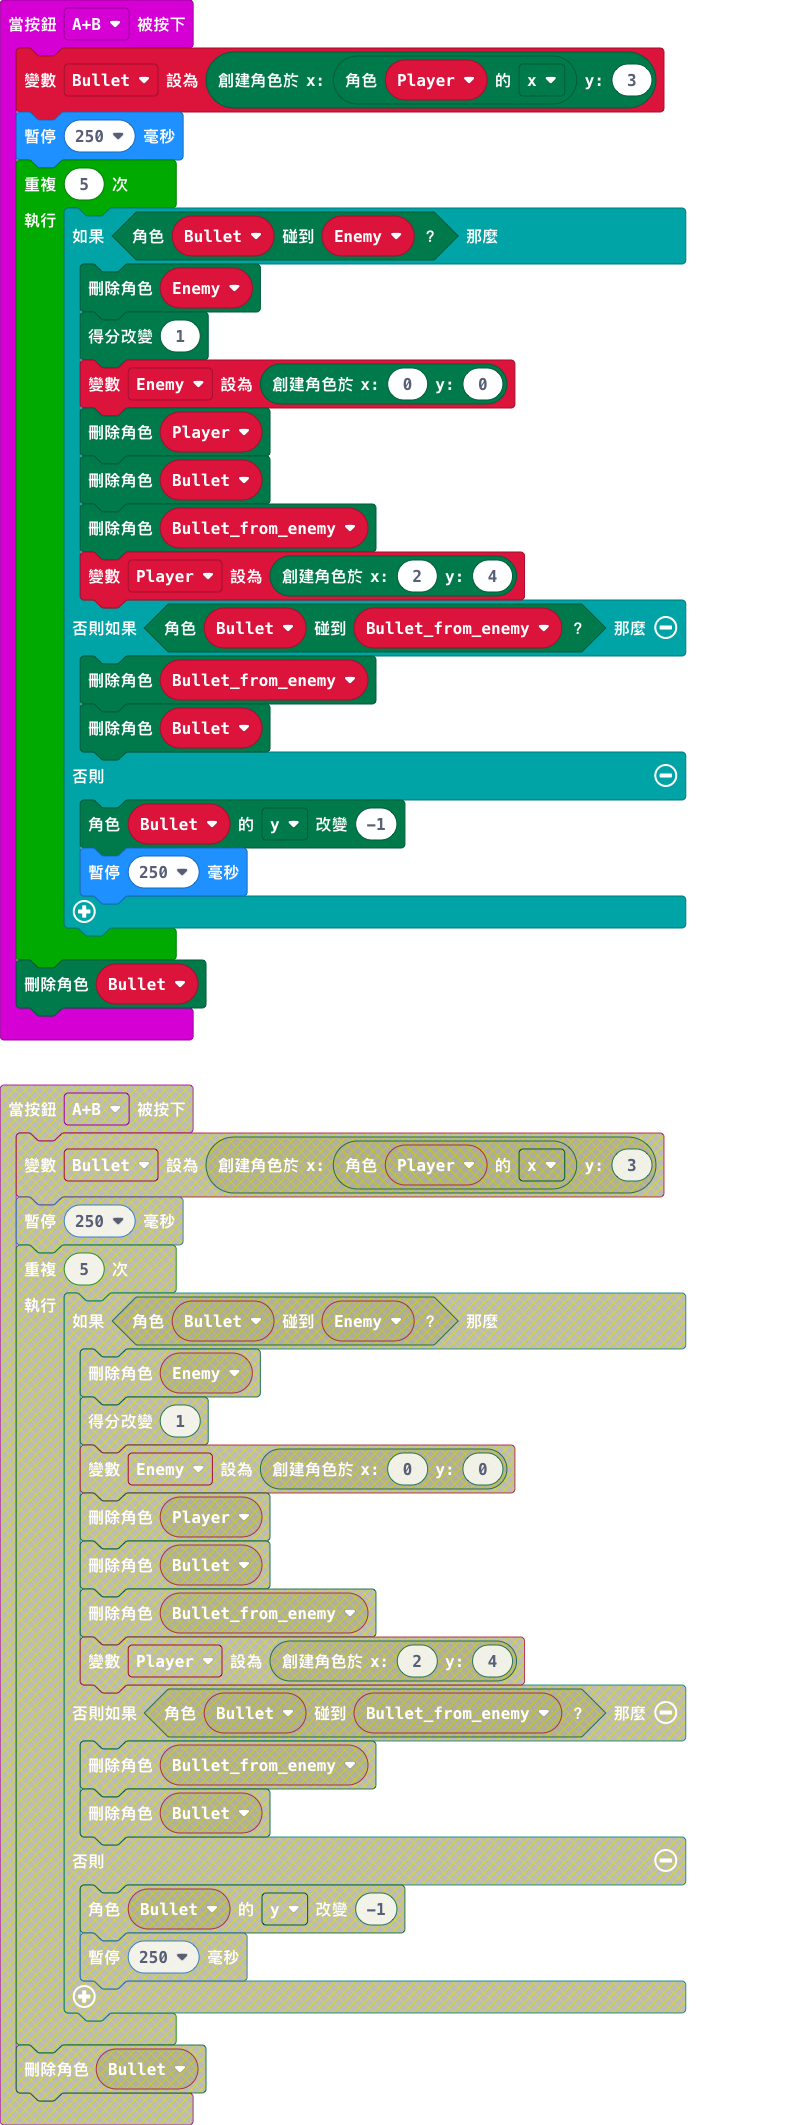 當按鈕 A+B 被按下
變數 Bullet 設為 創建角色於 x: 角色 Player 的 x y: 3
暫停 250 毫秒
重複 5 次
執行
如果 角色 Bullet 碰到 Enemy ? 那麼
刪除角色 Enemy
得分改變 1
變數 Enemy 設為 創建角色於 x: 0 y: 0
刪除角色 Player
刪除角色 Bullet
刪除角色 Bullet_from_enemy
變數 Player 設為 創建角色於 x: 2 y: 4
否則如果 角色 Bullet 碰到 Bullet_from_enemy ? 那麼
刪除角色 Bullet_from_enemy
刪除角色 Bullet
否則
角色 Bullet 的 y 改變 -1
暫停 250 毫秒
刪除角色 Bullet
當按鈕 A+B 被按下
變數 Bullet 設為 創建角色於 x: 角色 Player 的 x y: 3
暫停 250 毫秒
重複 5 次
執行
如果 角色 Bullet 碰到 Enemy ? 那麼
刪除角色 Enemy
得分改變 1
變數 Enemy 設為 創建角色於 x: 0 y: 0
刪除角色 Player
刪除角色 Bullet
刪除角色 Bullet_from_enemy
變數 Player 設為 創建角色於 x: 2 y: 4
否則如果 角色 Bullet 碰到 Bullet_from_enemy ? 那麼
刪除角色 Bullet_from_enemy
刪除角色 Bullet
否則
角色 Bullet 的 y 改變 -1
暫停 250 毫秒
刪除角色 Bullet